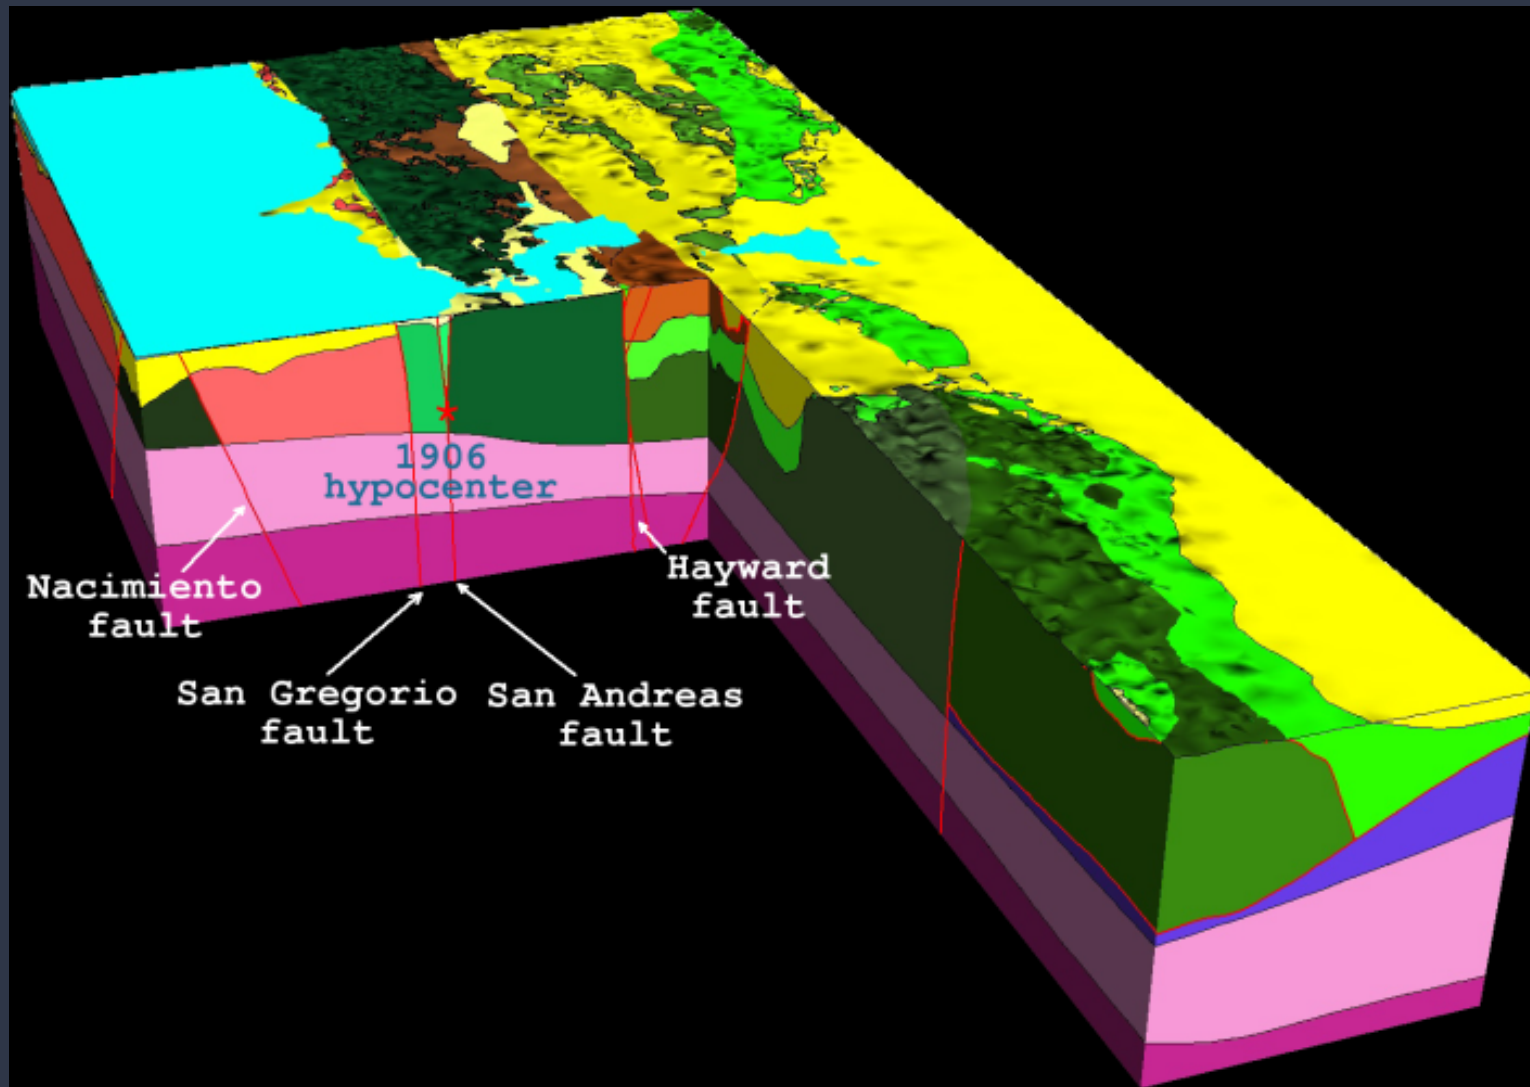 1906
hypocenter
Nacimiento
fault
Hayward
fault
San Gregorio
fault
San Andreas
fault